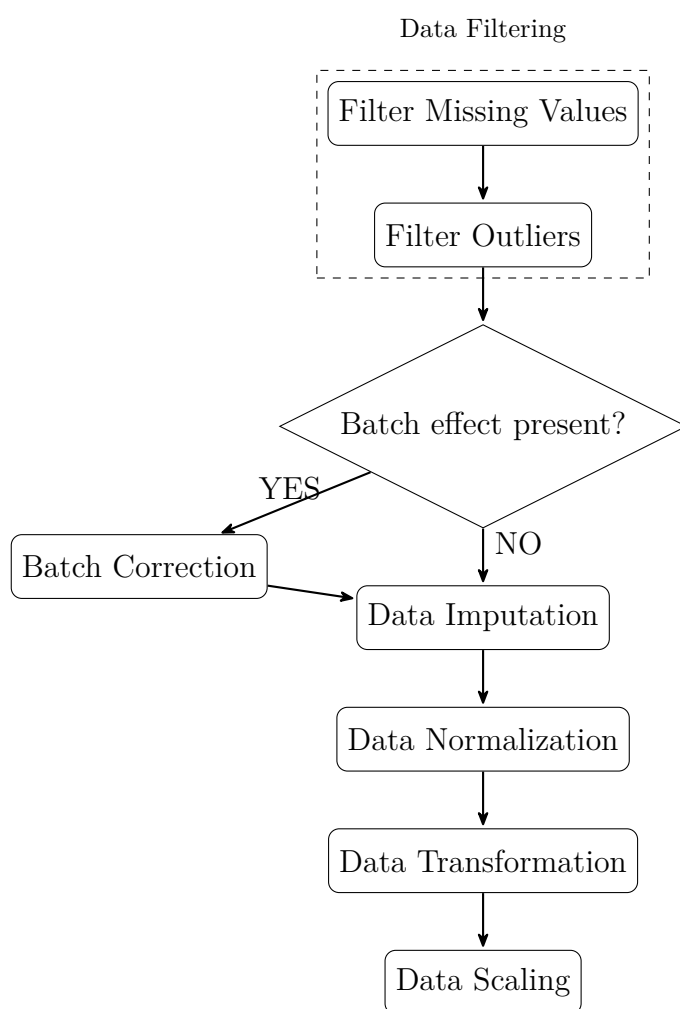 Data Filtering
Filter Missing Values
Filter Outliers
Batch effect present?
YES
NO
Batch Correction
Data Imputation
Data Normalization
Data Transformation
Data Scaling